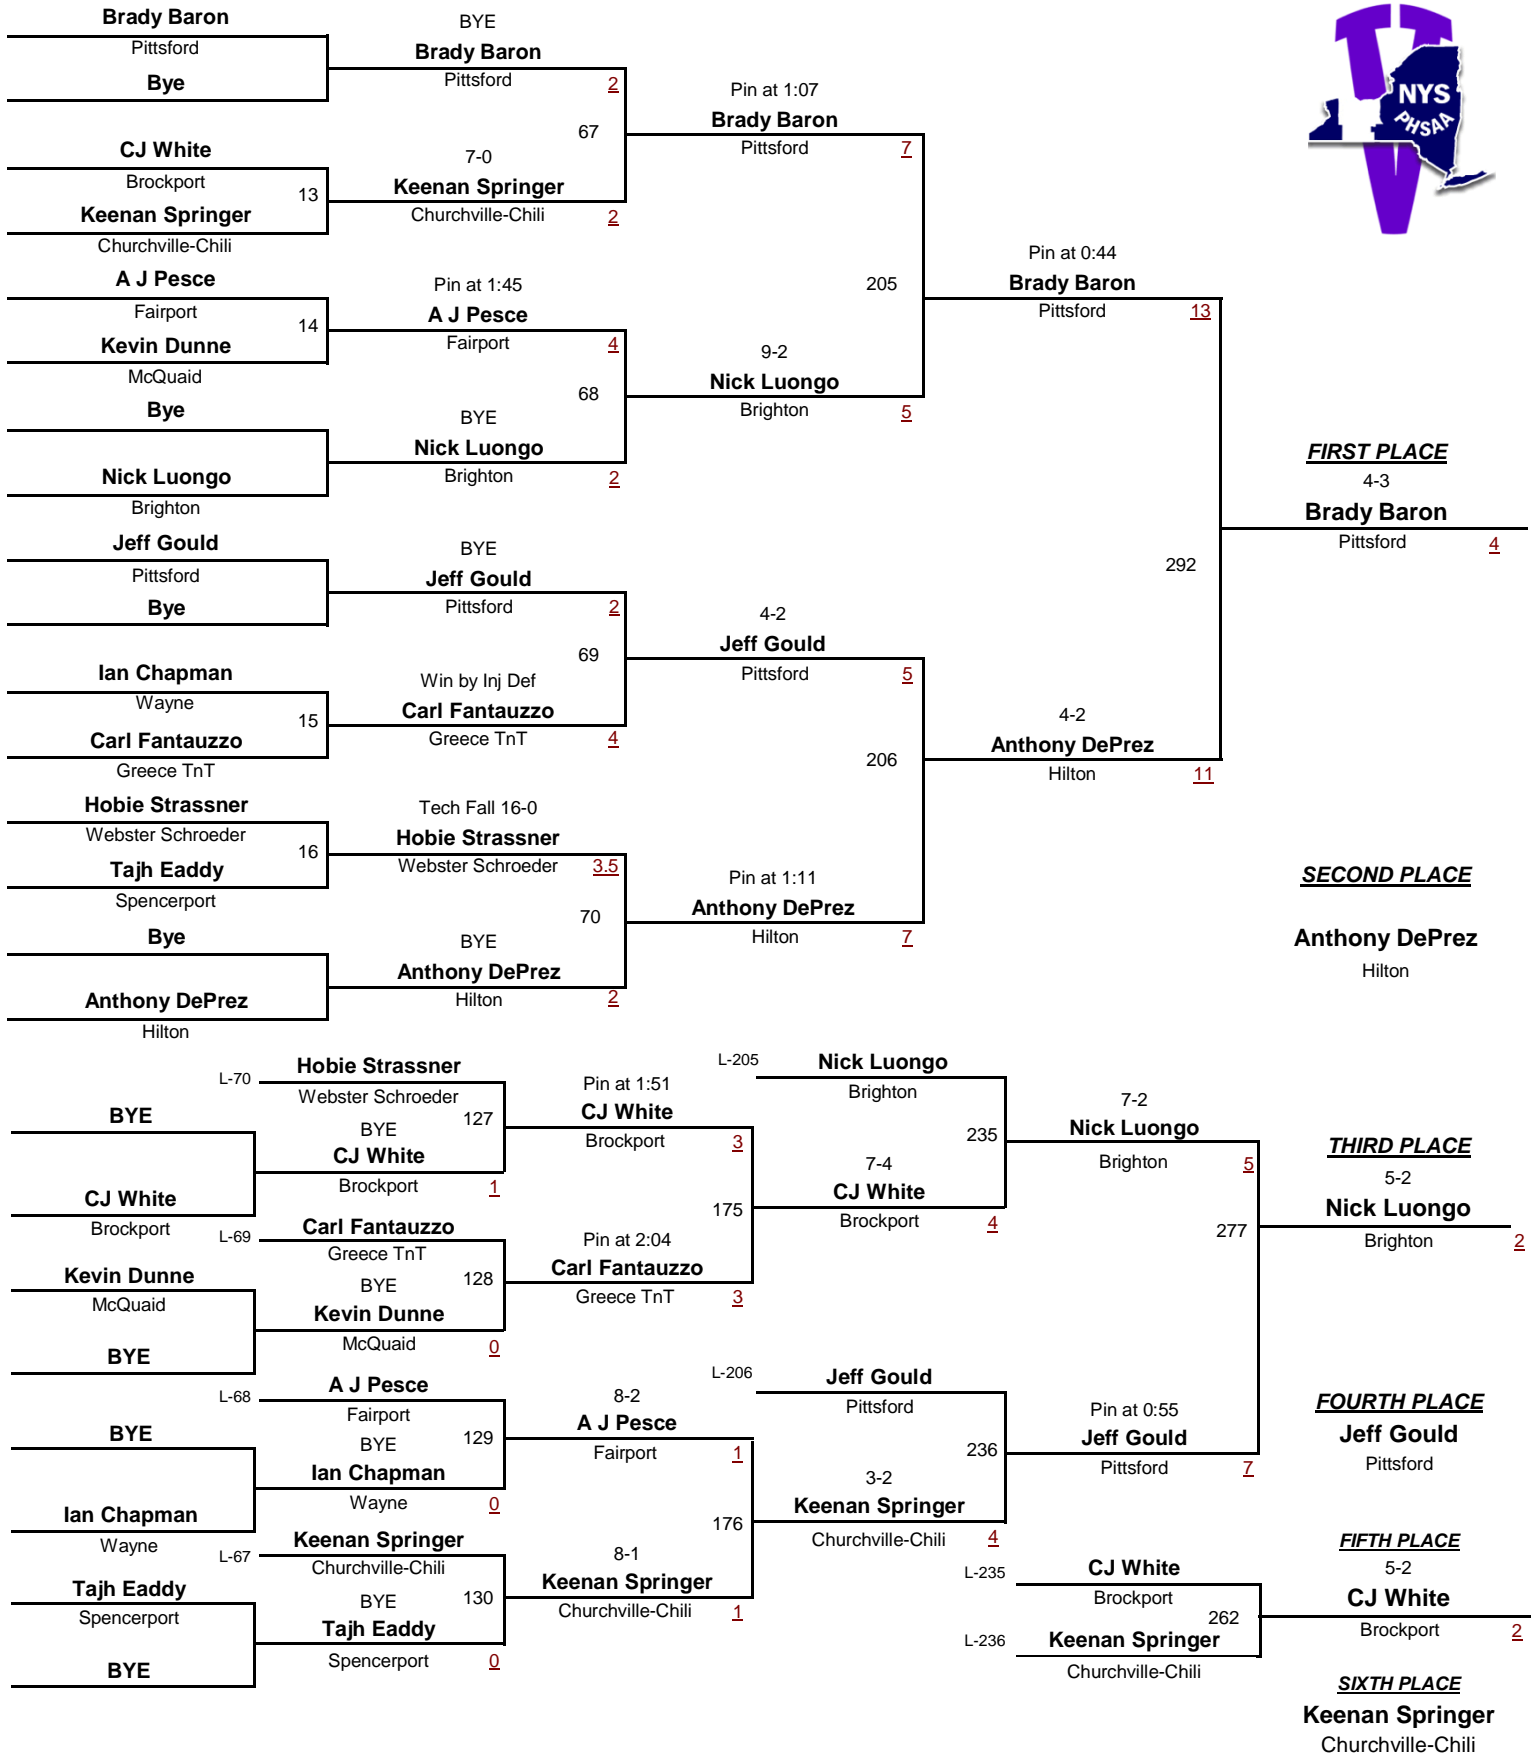 Brady Baron
Pittsford
Bye
CJ White
Brockport
13
Keenan Springer
Churchville-Chili
A J Pesce
Fairport
14
Kevin Dunne
McQuaid
Bye
Nick Luongo
Brighton
Jeff Gould
Pittsford
Bye
Ian Chapman
Wayne
15
Carl Fantauzzo
Greece TnT
Hobie Strassner
Webster Schroeder
16
Tajh Eaddy
Spencerport
Bye
Anthony DePrez
Hilton
BYE
Brady Baron
Pittsford
2
67
7-0
Keenan Springer
Churchville-Chili
2
Pin at 1:45
A J Pesce
Fairport
4
68
BYE
Nick Luongo
Brighton
2
BYE
Jeff Gould
Pittsford
2
69
Win by Inj Def
Carl Fantauzzo
Greece TnT
4
Tech Fall 16-0
Hobie Strassner
Webster Schroeder
3.5
70
BYE
Anthony DePrez
Hilton
2
Pin at 1:07
Brady Baron
Pittsford
7
205
9-2
Nick Luongo
Brighton
5
4-2
Jeff Gould
Pittsford
5
206
Pin at 1:11
Anthony DePrez
Hilton
7
Pin at 0:44
Brady Baron
Pittsford
13
292
4-2
Anthony DePrez
Hilton
11
NYS
PHSAA
FIRST PLACE
4-3
Brady Baron
Pittsford
4
SECOND PLACE
Anthony DePrez
Hilton
BYE
CJ White
Brockport
Kevin Dunne
McQuaid
BYE
BYE
Ian Chapman
Wayne
Tajh Eaddy
Spencerport
BYE
L-70
Hobie Strassner
Webster Schroeder
127
BYE
CJ White
Brockport
1
L-69
Carl Fantauzzo
Greece TnT
128
BYE
Kevin Dunne
McQuaid
0
L-68
A J Pesce
Fairport
129
BYE
Ian Chapman
Wayne
0
L-67
Keenan Springer
Churchville-Chili
130
BYE
Tajh Eaddy
Spencerport
0
Pin at 1:51
CJ White
Brockport
3
175
Pin at 2:04
Carl Fantauzzo
Greece TnT
3
8-2
A J Pesce
Fairport
1
176
8-1
Keenan Springer
Churchville-Chili
1
L-205
Nick Luongo
Brighton
235
7-4
CJ White
Brockport
4
L-206
Jeff Gould
Pittsford
236
3-2
Keenan Springer
Churchville-Chili
4
7-2
Nick Luongo
Brighton
5
277
Pin at 0:55
Jeff Gould
Pittsford
7
L-235
CJ White
Brockport
262
L-236
Keenan Springer
Churchville-Chili
THIRD PLACE
5-2
Nick Luongo
Brighton
2
FOURTH PLACE
Jeff Gould
Pittsford
FIFTH PLACE
5-2
CJ White
Brockport
2
SIXTH PLACE
Keenan Springer
Churchville-Chili